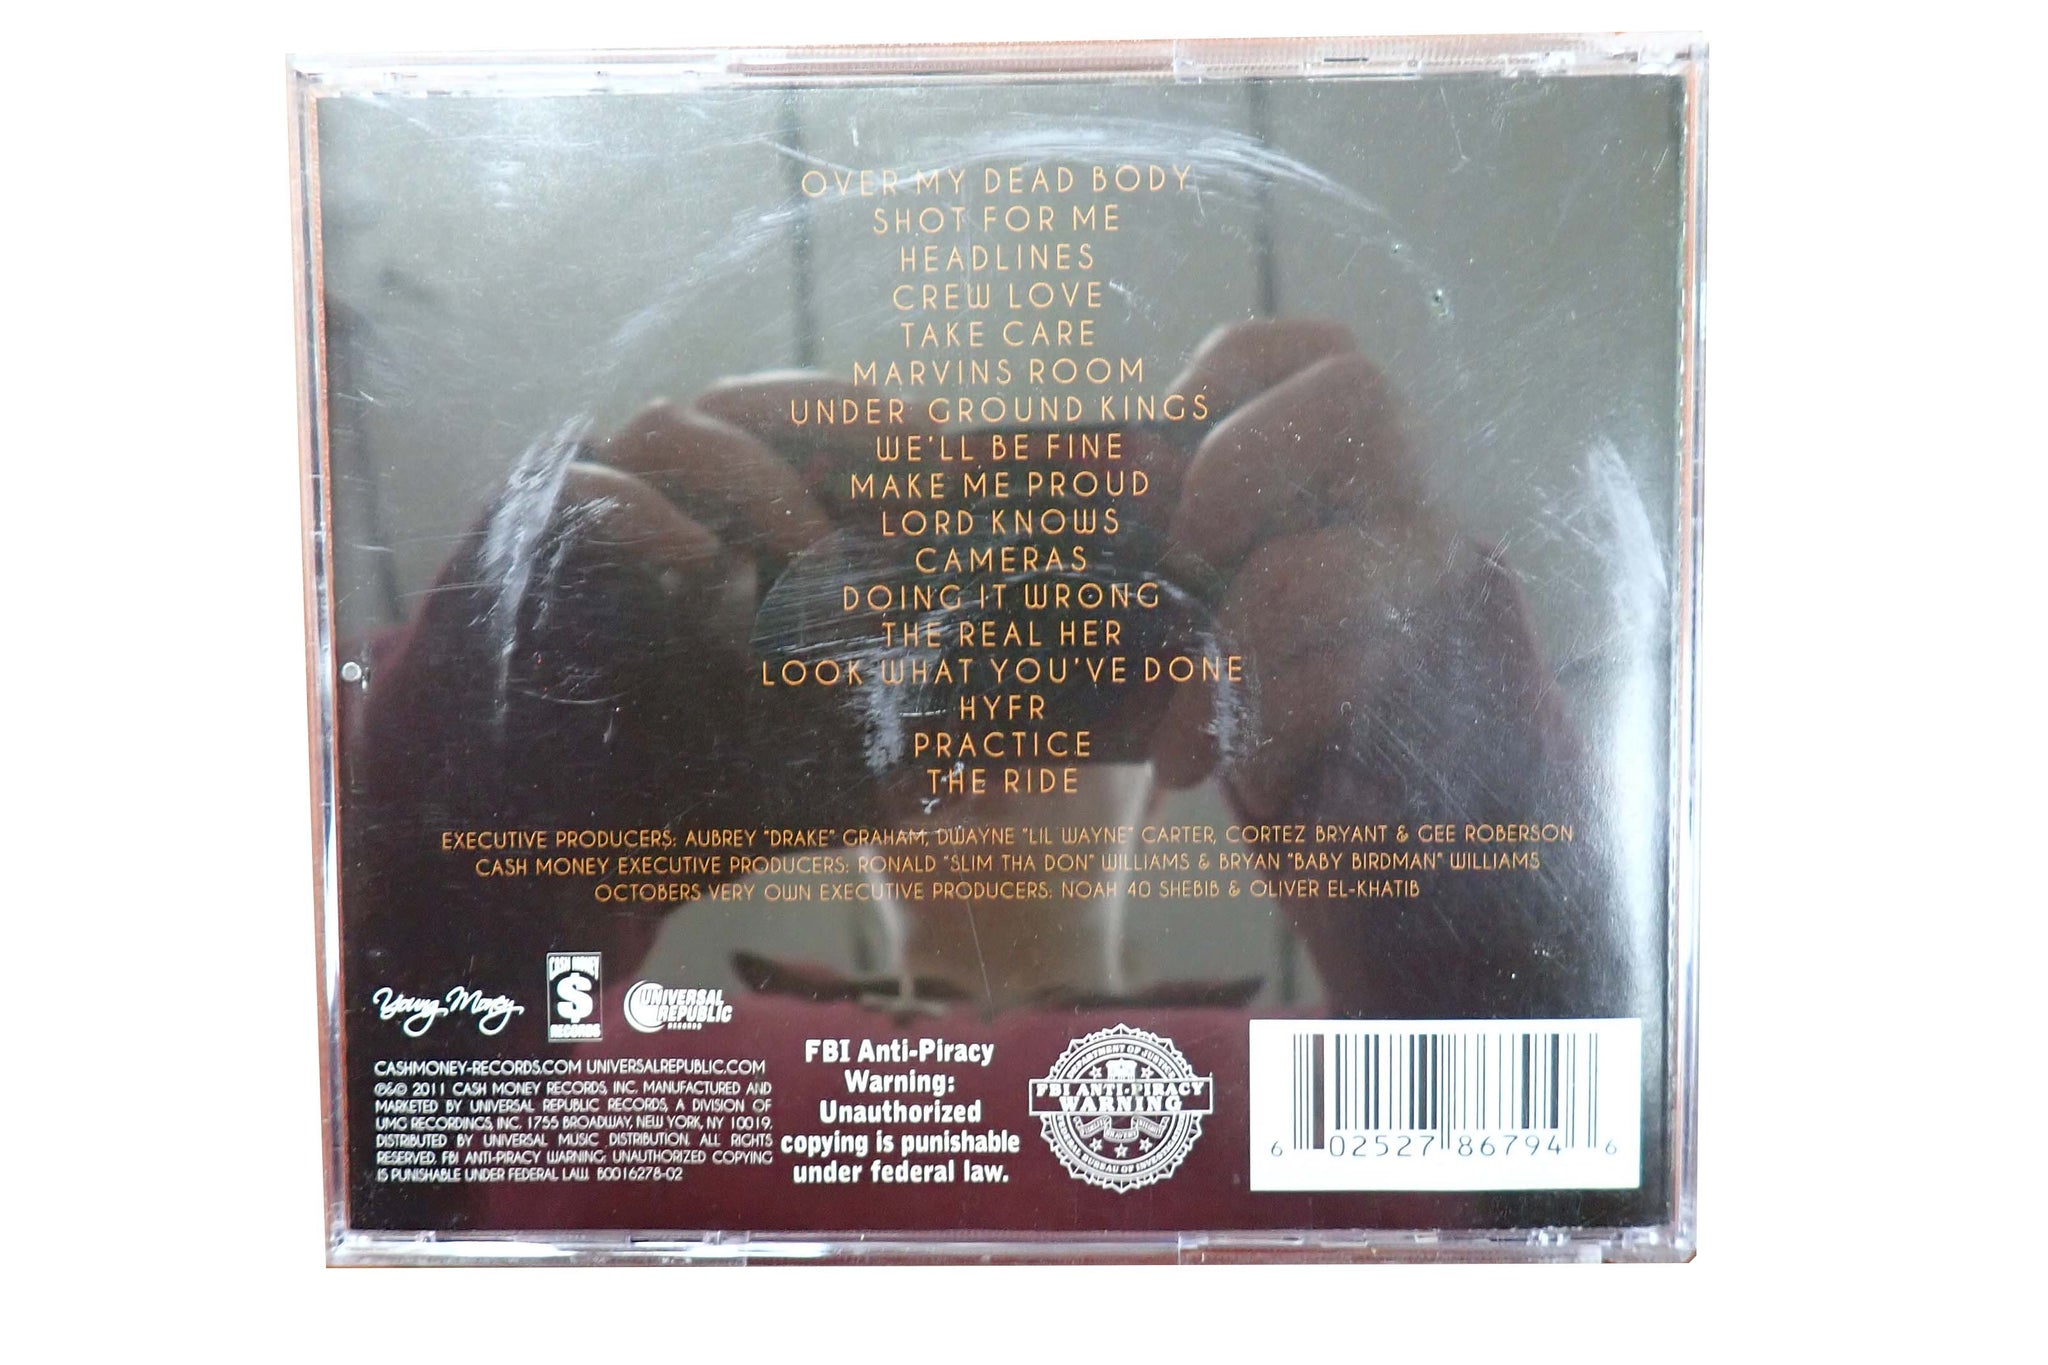 OVER MY DEAD BODY
SHOT FOR ME
HEADLINES
CREW LOVE
TAKE CARE
MARVINS ROOM
UNDER GROUND KINGS
WE'LL BE FINE
MAKE ME PROUD
LORD KNOWS
CAMERAS
DOING IT WRONG
THE REAL HER
LOOK WHAT YOU'VE DONE
HYFR
PRACTICE
THE RIDE
EXECUTIVE PRODUCERS: AUBREY "DRAKE" GRAHAM, DWAYNE "LIL WAYNE" CARTER, CORTEZ BRYANT & GEE ROBERSON
CASH MONEY EXECUTIVE PRODUCERS: RONALD "SLIM THA DON" WILLIAMS & BRYAN "BABY BIRDMAN" WILLIAMS
OCTOBERS VERY OWN EXECUTIVE PRODUCERS: NOAH 40 SHEBIB & OLIVER EL-KHATIB
Young Money
CASH MONEY
$
RECORDS
UNIVERSAL
REPUBLIC
RECORDS
CASHMONEY-RECORDS.COM UNIVERSALREPUBLIC.COM
℗&© 2011 CASH MONEY RECORDS, INC. MANUFACTURED AND
MARKETED BY UNIVERSAL REPUBLIC RECORDS, A DIVISION OF
UMG RECORDINGS, INC. 1755 BROADWAY, NEW YORK, NY 10019.
DISTRIBUTED BY UNIVERSAL MUSIC DISTRIBUTION. ALL RIGHTS
RESERVED. FBI ANTI-PIRACY WARNING: UNAUTHORIZED COPYING
IS PUNISHABLE UNDER FEDERAL LAW. B0016278-02
FBI Anti-Piracy
Warning:
Unauthorized
copying is punishable
under federal law.
DEPARTMENT OF JUSTICE
FBI ANTI-PIRACY
WARNING
FEDERAL BUREAU OF INVESTIGATION
6 02527 86794 6